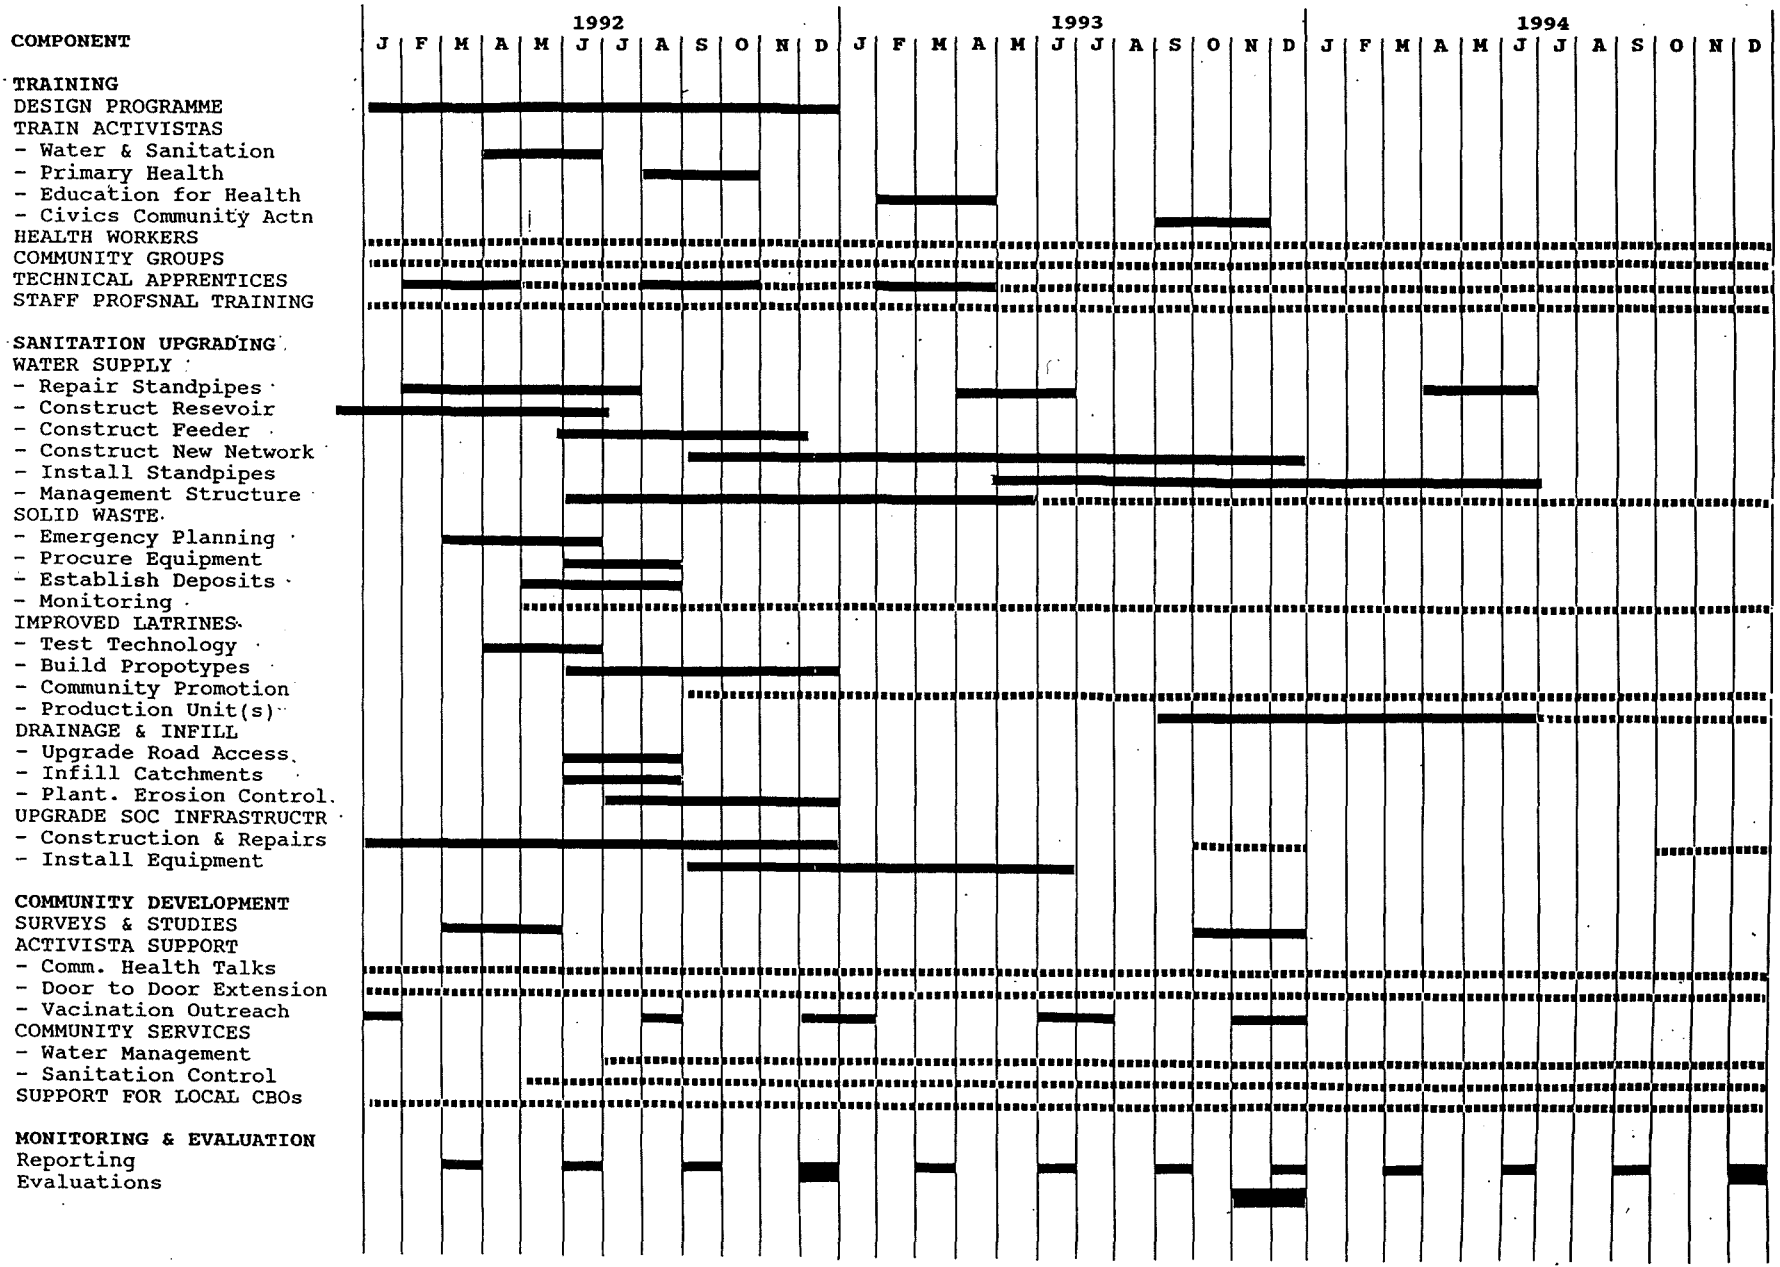 1992 1993 1994
COMPONENT J F M A M J J A S O N D J F M A M J J A S O N D J F M A M J J A S O N D
TRAINING
DESIGN PROGRAMME
TRAIN ACTIVISTAS
- Water & Sanitation
- Primary Health
- Education for Health
- Civics Community Actn
HEALTH WORKERS
COMMUNITY GROUPS
TECHNICAL APPRENTICES
STAFF PROFSNAL TRAINING
SANITATION UPGRADING
WATER SUPPLY
- Repair Standpipes
- Construct Resevoir
- Construct Feeder
- Construct New Network
- Install Standpipes
- Management Structure
SOLID WASTE
- Emergency Planning
- Procure Equipment
- Establish Deposits
- Monitoring
IMPROVED LATRINES
- Test Technology
- Build Propotypes
- Community Promotion
- Production Unit(s)
DRAINAGE & INFILL
- Upgrade Road Access
- Infill Catchments
- Plant. Erosion Control
UPGRADE SOC INFRASTRUCTR
- Construction & Repairs
- Install Equipment
COMMUNITY DEVELOPMENT
SURVEYS & STUDIES
ACTIVISTA SUPPORT
- Comm. Health Talks
- Door to Door Extension
- Vacination Outreach
COMMUNITY SERVICES
- Water Management
- Sanitation Control
SUPPORT FOR LOCAL CBOs
MONITORING & EVALUATION
Reporting
Evaluations